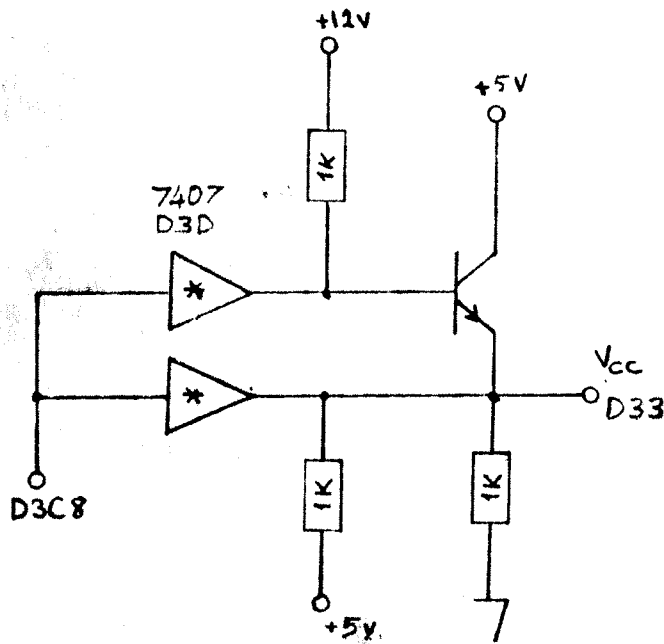 +12V
+5V
1K
7407
D3D
*
*
Vcc
D33
1K
1K
D3C8
+5V